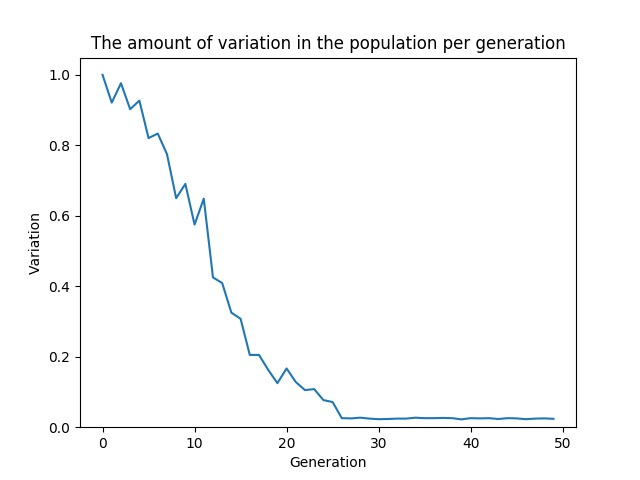 The amount of variation in the population per generation
1.0
0.8
0.6
0.4
0.2
0.0
Variation
0 10 20 30 40 50
Generation